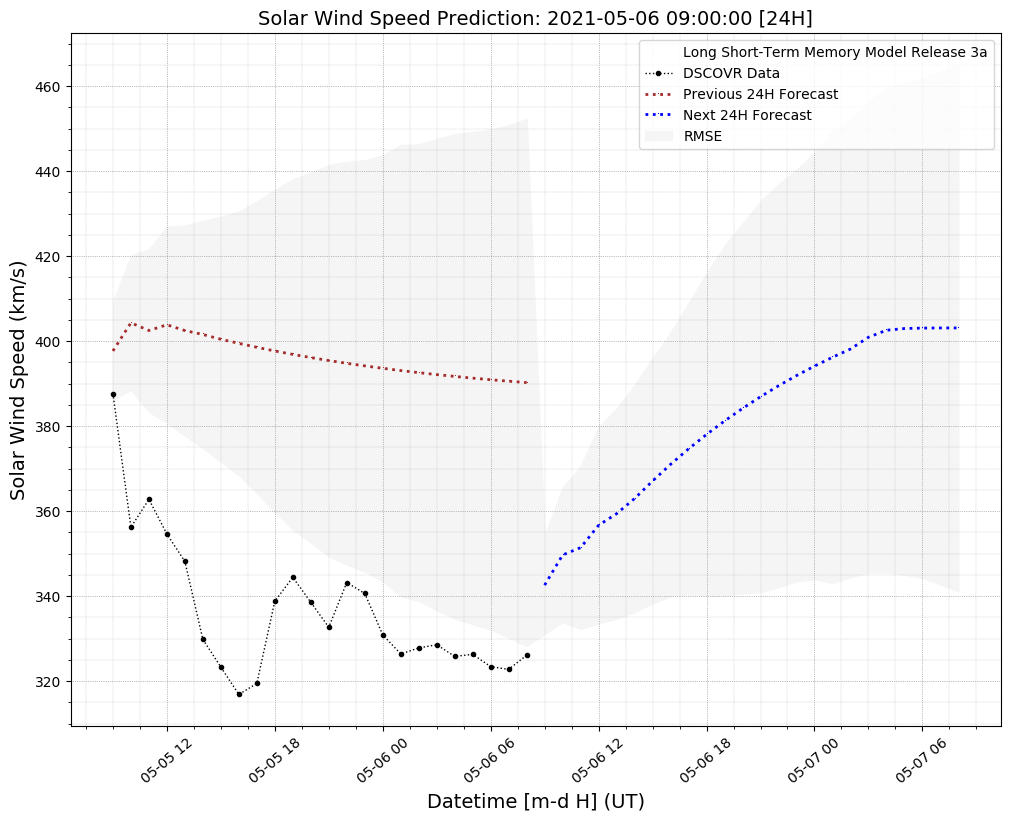 Solar Wind Speed Prediction: 2021-05-06 09:00:00 [24H]
Long Short-Term Memory Model Release 3a
DSCOVR Data
Previous 24H Forecast
Next 24H Forecast
RMSE
Solar Wind Speed (km/s)
460
440
420
400
380
360
340
320
05-05 12
05-05 18
05-06 00
05-06 06
05-06 12
05-06 18
05-07 00
05-07 06
Datetime [m-d H] (UT)